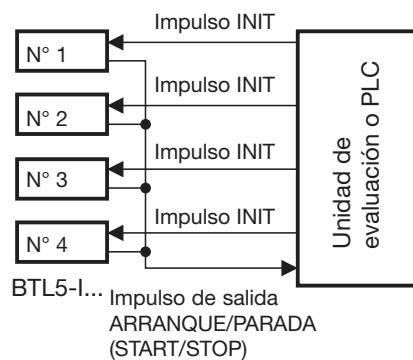 Impulso INIT
N° 1
Impulso INIT
N° 2
Impulso INIT
N° 3
Impulso INIT
N° 4
BTL5-I...
Impulso de salida
ARRANQUE/PARADA
(START/STOP)
Unidad de
evaluación o PLC